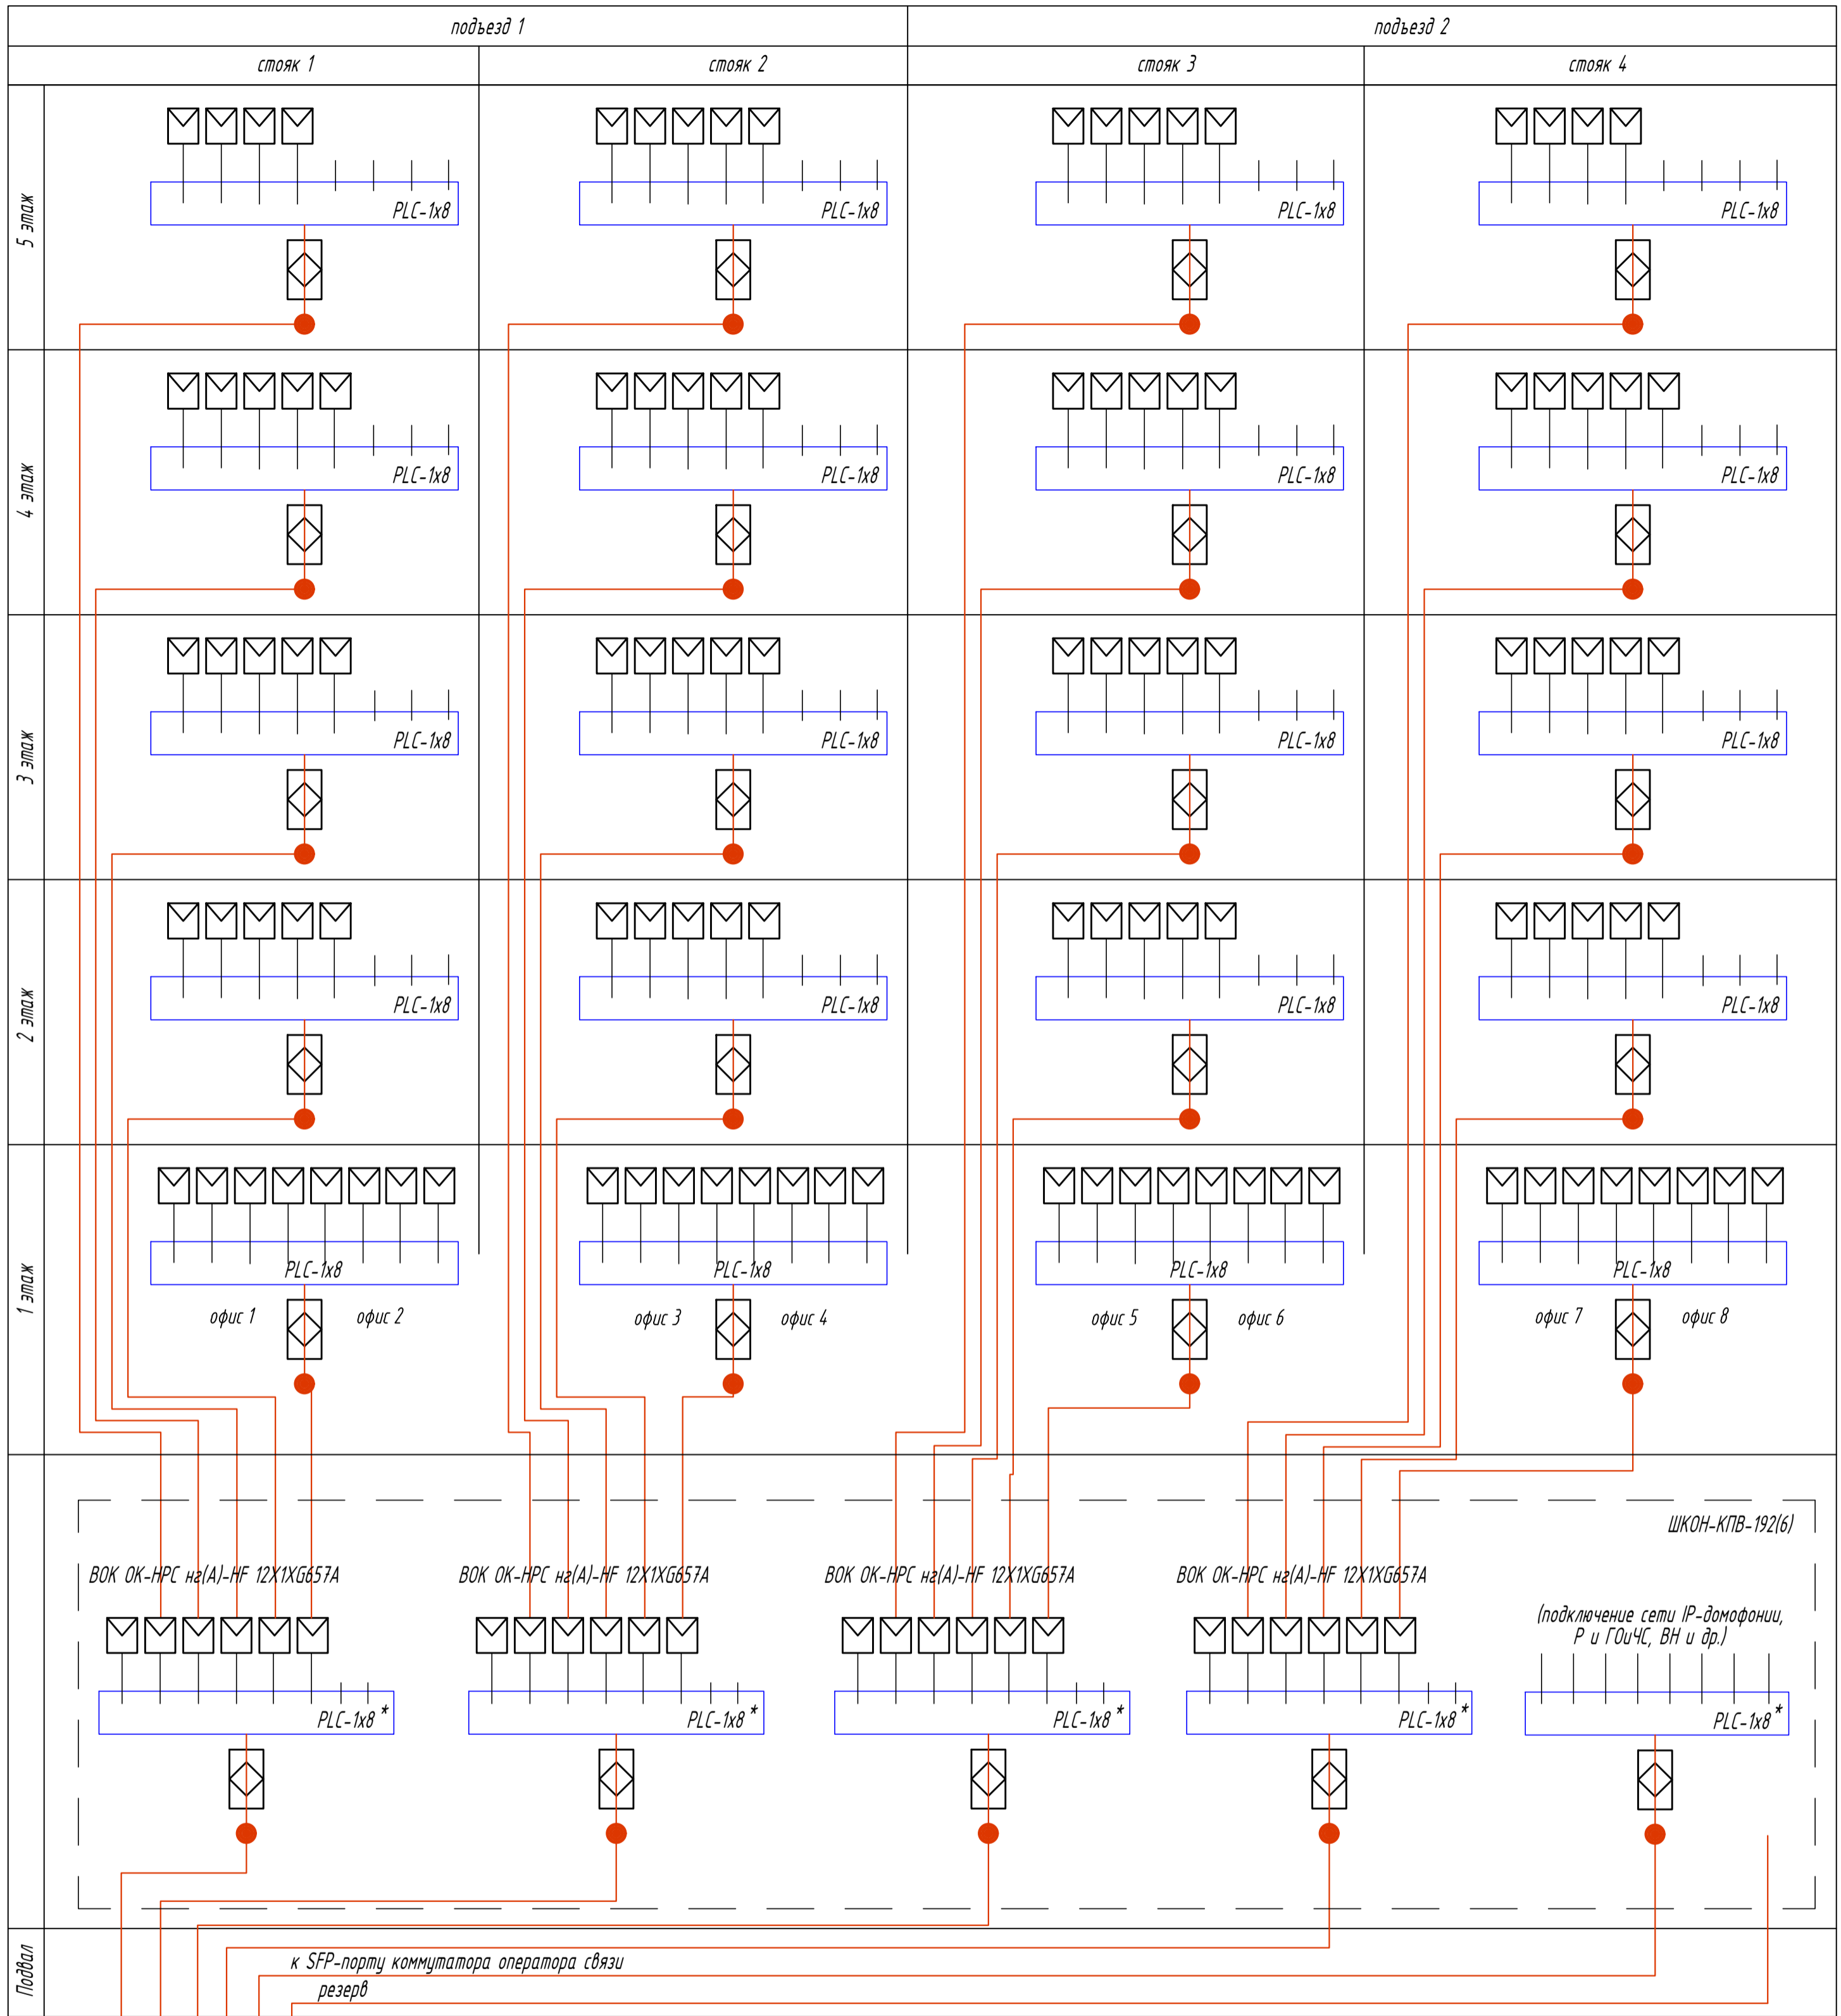 подъезд 1
подъезд 2
стояк 1
стояк 2
стояк 3
стояк 4
5 этаж
PLC-1x8
PLC-1x8
PLC-1x8
PLC-1x8
4 этаж
PLC-1x8
PLC-1x8
PLC-1x8
PLC-1x8
3 этаж
PLC-1x8
PLC-1x8
PLC-1x8
PLC-1x8
2 этаж
PLC-1x8
PLC-1x8
PLC-1x8
PLC-1x8
1 этаж
PLC-1x8
PLC-1x8
PLC-1x8
PLC-1x8
офис 1
офис 2
офис 3
офис 4
офис 5
офис 6
офис 7
офис 8
ШКОН-КПВ-192(6)
ВОК ОК-НРС нг(А)-HF 12X1XG657A
ВОК ОК-НРС нг(А)-HF 12X1XG657A
ВОК ОК-НРС нг(А)-HF 12X1XG657A
ВОК ОК-НРС нг(А)-HF 12X1XG657A
(подключение сети IP-домофонии,
Р и ГОиЧС, ВН и др.)
PLC-1x8 *
PLC-1x8 *
PLC-1x8 *
PLC-1x8 *
PLC-1x8 *
Подвал
к SFP-порту коммутатора оператора связи
резерв